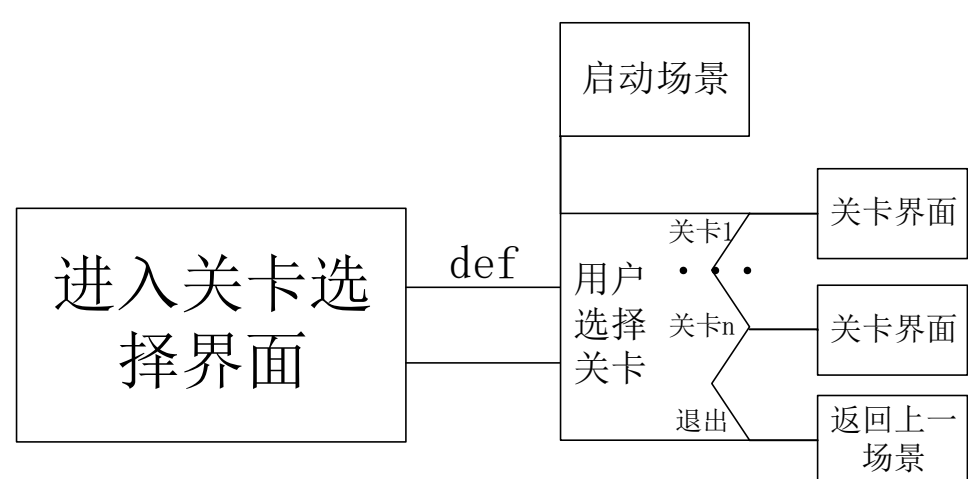 启动场景
进入关卡选
择界面
def
用户
选择
关卡
关卡1
• • •
关卡n
退出
关卡界面
关卡界面
返回上一
场景